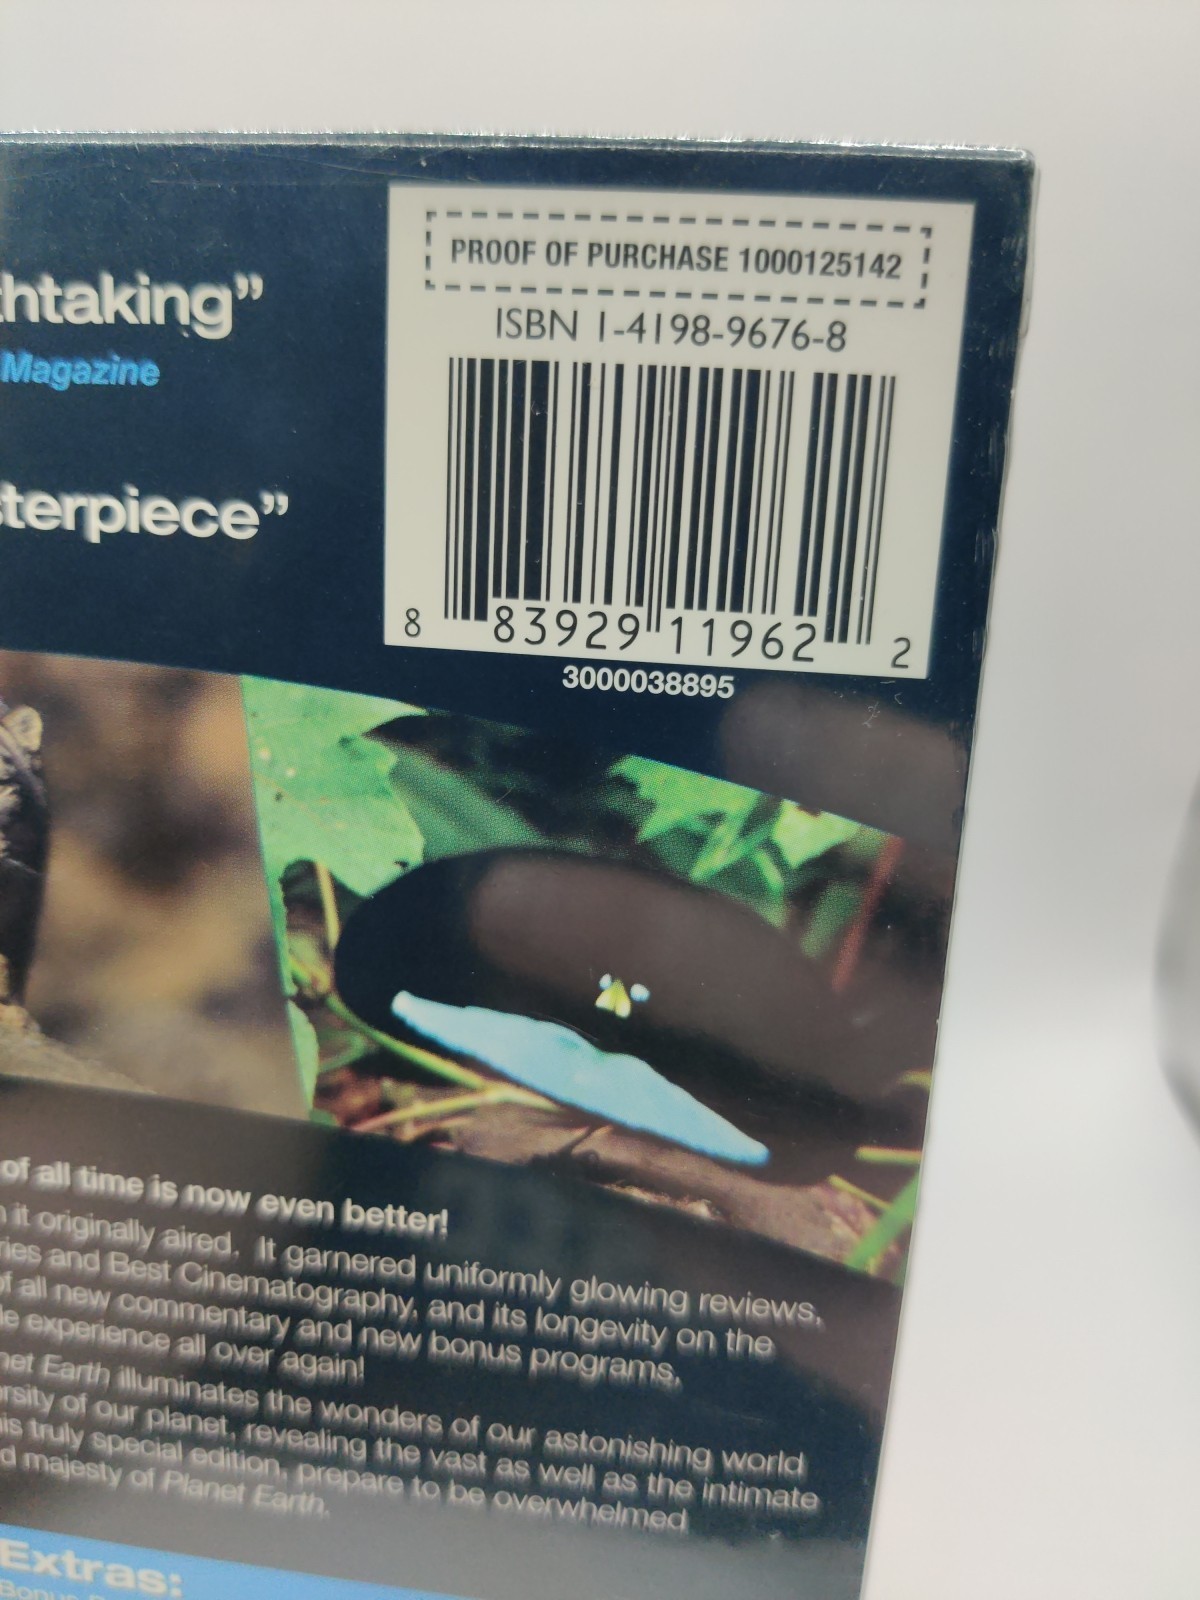 PROOF OF PURCHASE 1000125142
ISBN 1-4198-9676-8
8 83929 11962 2
3000038895
thtaking”
Magazine
sterpiece”
of all time is now even better!
it originally aired. It garnered uniformly glowing reviews,
ries and Best Cinematography, and its longevity on the
of all new commentary and new bonus programs,
le experience all over again!
net Earth illuminates the wonders of our astonishing world
rsity of our planet, revealing the vast as well as the intimate
is truly special edition, prepare to be overwhelmed
d majesty of Planet Earth.
Extras:
Bonus